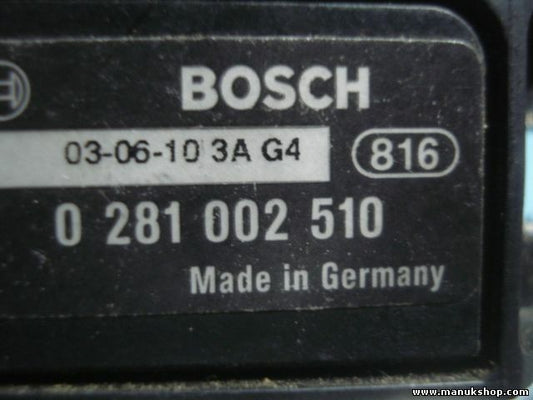 BOSCH
03-06-10 3A G4
816
0 281 002 510
Made in Germany
www.manukshop.com